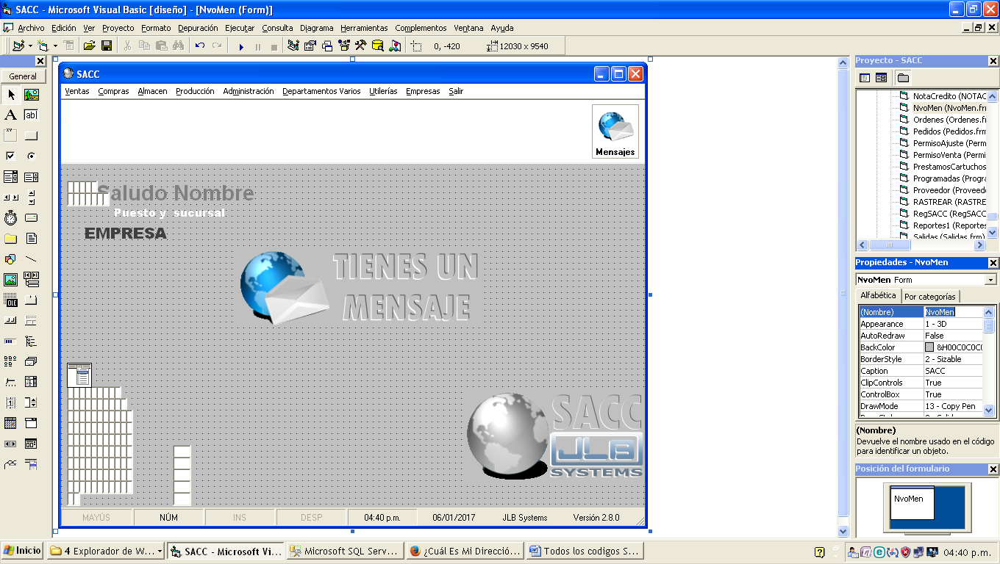 SACC - Microsoft Visual Basic [diseño] - [NvoMen (Form)]
Archivo Edición Ver Proyecto Formato Depuración Ejecutar Consulta Diagrama Herramientas Complementos Ventana Ayuda
0, -420 12030 x 9540
General
A ab|
xy
OLE
SACC
Ventas Compras Almacen Producción Administración Departamentos Varios Utilerías Empresas Salir
Mensajes
Saludo Nombre
Puesto y sucursal
EMPRESA
TIENES UN
MENSAJE
SACC
JLB
SYSTEMS
MAYÚS NÚM INS DESP 04:40 p.m. 06/01/2017 JLB Systems Versión 2.8.0
Proyecto - SACC
NotaCredito (NOTAC
NvoMen (NvoMen.fri
Ordenes (Ordenes.fi
Pedidos (Pedidos.frm
PermisoAjuste (Perm
PermisoVenta (Permi
PrestamosCartuchos
Programadas (Progra
Proveedor (Proveed
RASTREAR (RASTRE
RegSACC (RegSACC
Reportes1 (Reportes
Salidas (Salidas.frm)
Propiedades - NvoMen
NvoMen Form
Alfabética Por categorías
(Nombre) NvoMen
Appearance 1 - 3D
AutoRedraw False
BackColor &H00C0C0C0
BorderStyle 2 - Sizable
Caption SACC
ClipControls True
ControlBox True
DrawMode 13 - Copy Pen
(Nombre)
Devuelve el nombre usado en el código
para identificar un objeto.
Posición del formulario
NvoMen
Inicio 4 Explorador de W... SACC - Microsoft Vi... Microsoft SQL Serv... ¿Cuál Es Mi Direcció... Todos los codigos S... 04:40 p.m.